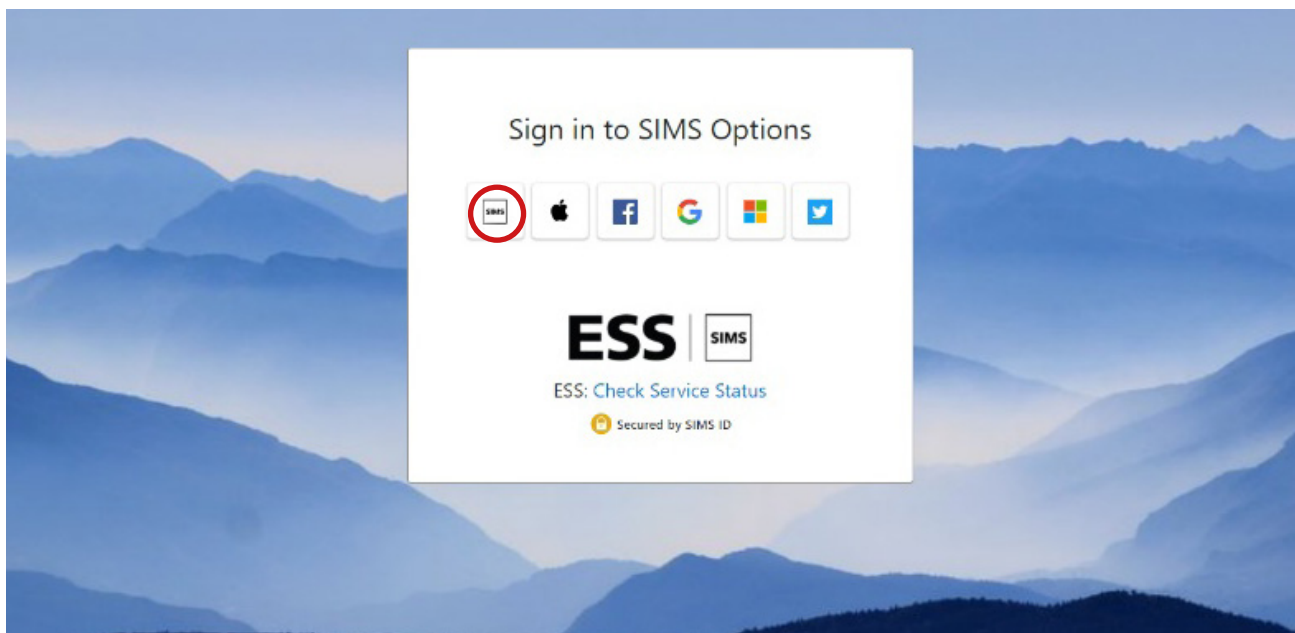 Sign in to SIMS Options
SIMS
ESS SIMS
ESS: Check Service Status
Secured by SIMS ID